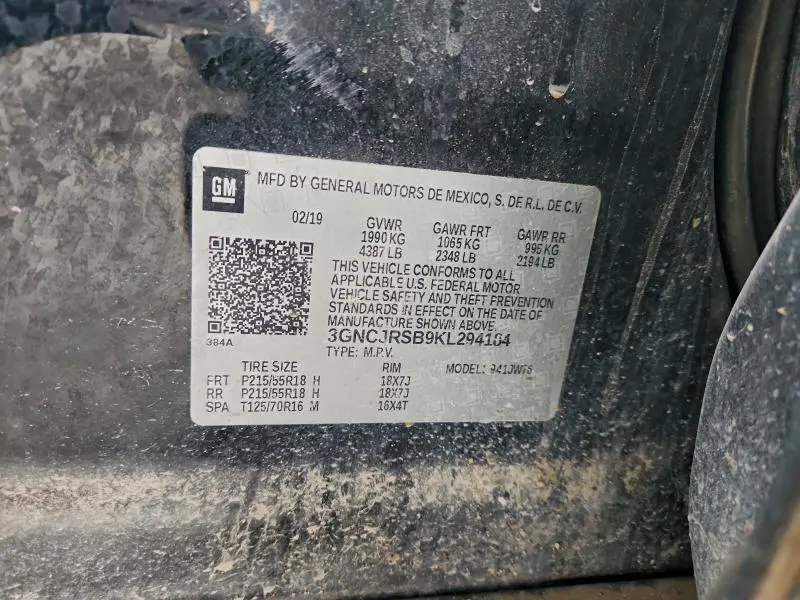 GM
MFD BY GENERAL MOTORS DE MEXICO, S. DE R.L. DE C.V.
02/19 GVWR GAWR FRT GAWR RR
1990 KG 1065 KG 995 KG
4387 LB 2348 LB 2194 LB
THIS VEHICLE CONFORMS TO ALL
APPLICABLE U.S. FEDERAL MOTOR
VEHICLE SAFETY AND THEFT PREVENTION
STANDARDS IN EFFECT ON THE DATE OF
MANUFACTURE SHOWN ABOVE.
384A 3GNCJRSB9KL294184
TYPE: M.P.V.
TIRE SIZE RIM MODEL: 941JW76
FRT P215/55R18 H 18X7J
RR P215/55R18 H 18X7J
SPA T125/70R16 M 16X4T